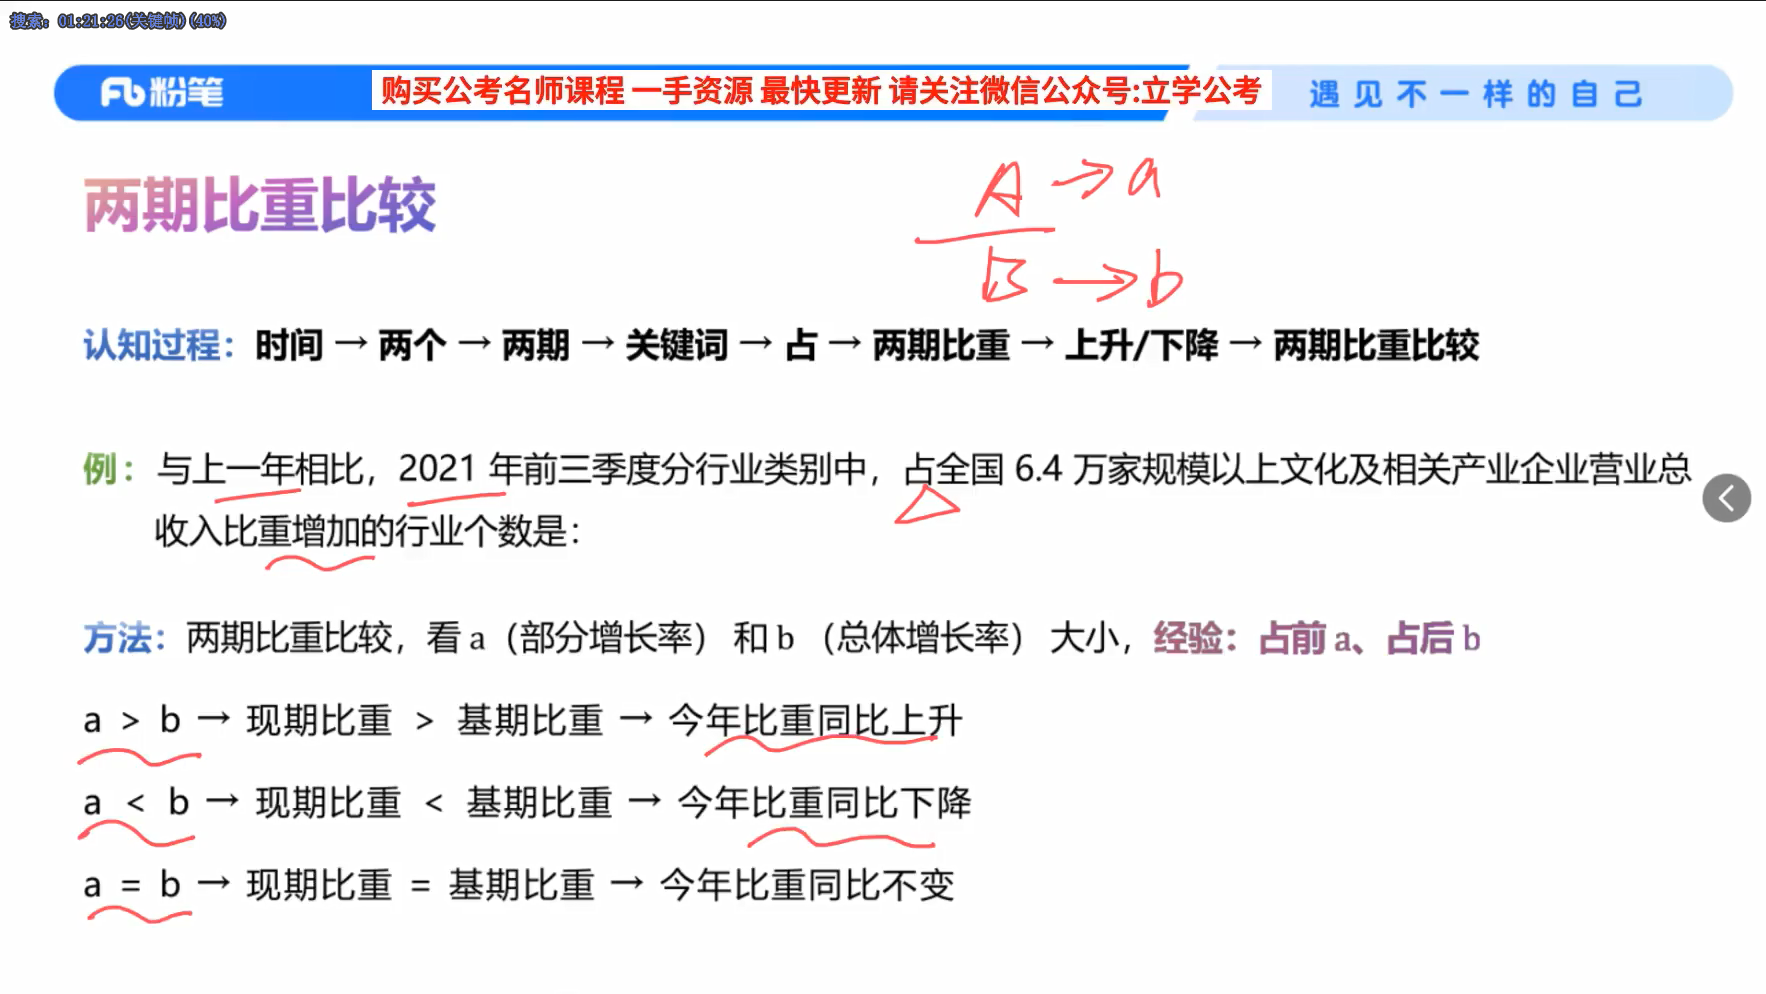 搜索: 01:21:26(关键帧)(40%)
粉笔
购买公考名师课程 一手资源 最快更新 请关注微信公众号:立学公考
遇见不一样的自己
两期比重比较
A → a
B → b
认知过程：时间 → 两个 → 两期 → 关键词 → 占 → 两期比重 → 上升/下降 → 两期比重比较
例：与上一年相比，2021 年前三季度分行业类别中，占全国 6.4 万家规模以上文化及相关产业企业营业总
收入比重增加的行业个数是：
方法：两期比重比较，看 a（部分增长率） 和 b （总体增长率） 大小，经验：占前 a、占后 b
a > b → 现期比重 > 基期比重 → 今年比重同比上升
a < b → 现期比重 < 基期比重 → 今年比重同比下降
a = b → 现期比重 = 基期比重 → 今年比重同比不变